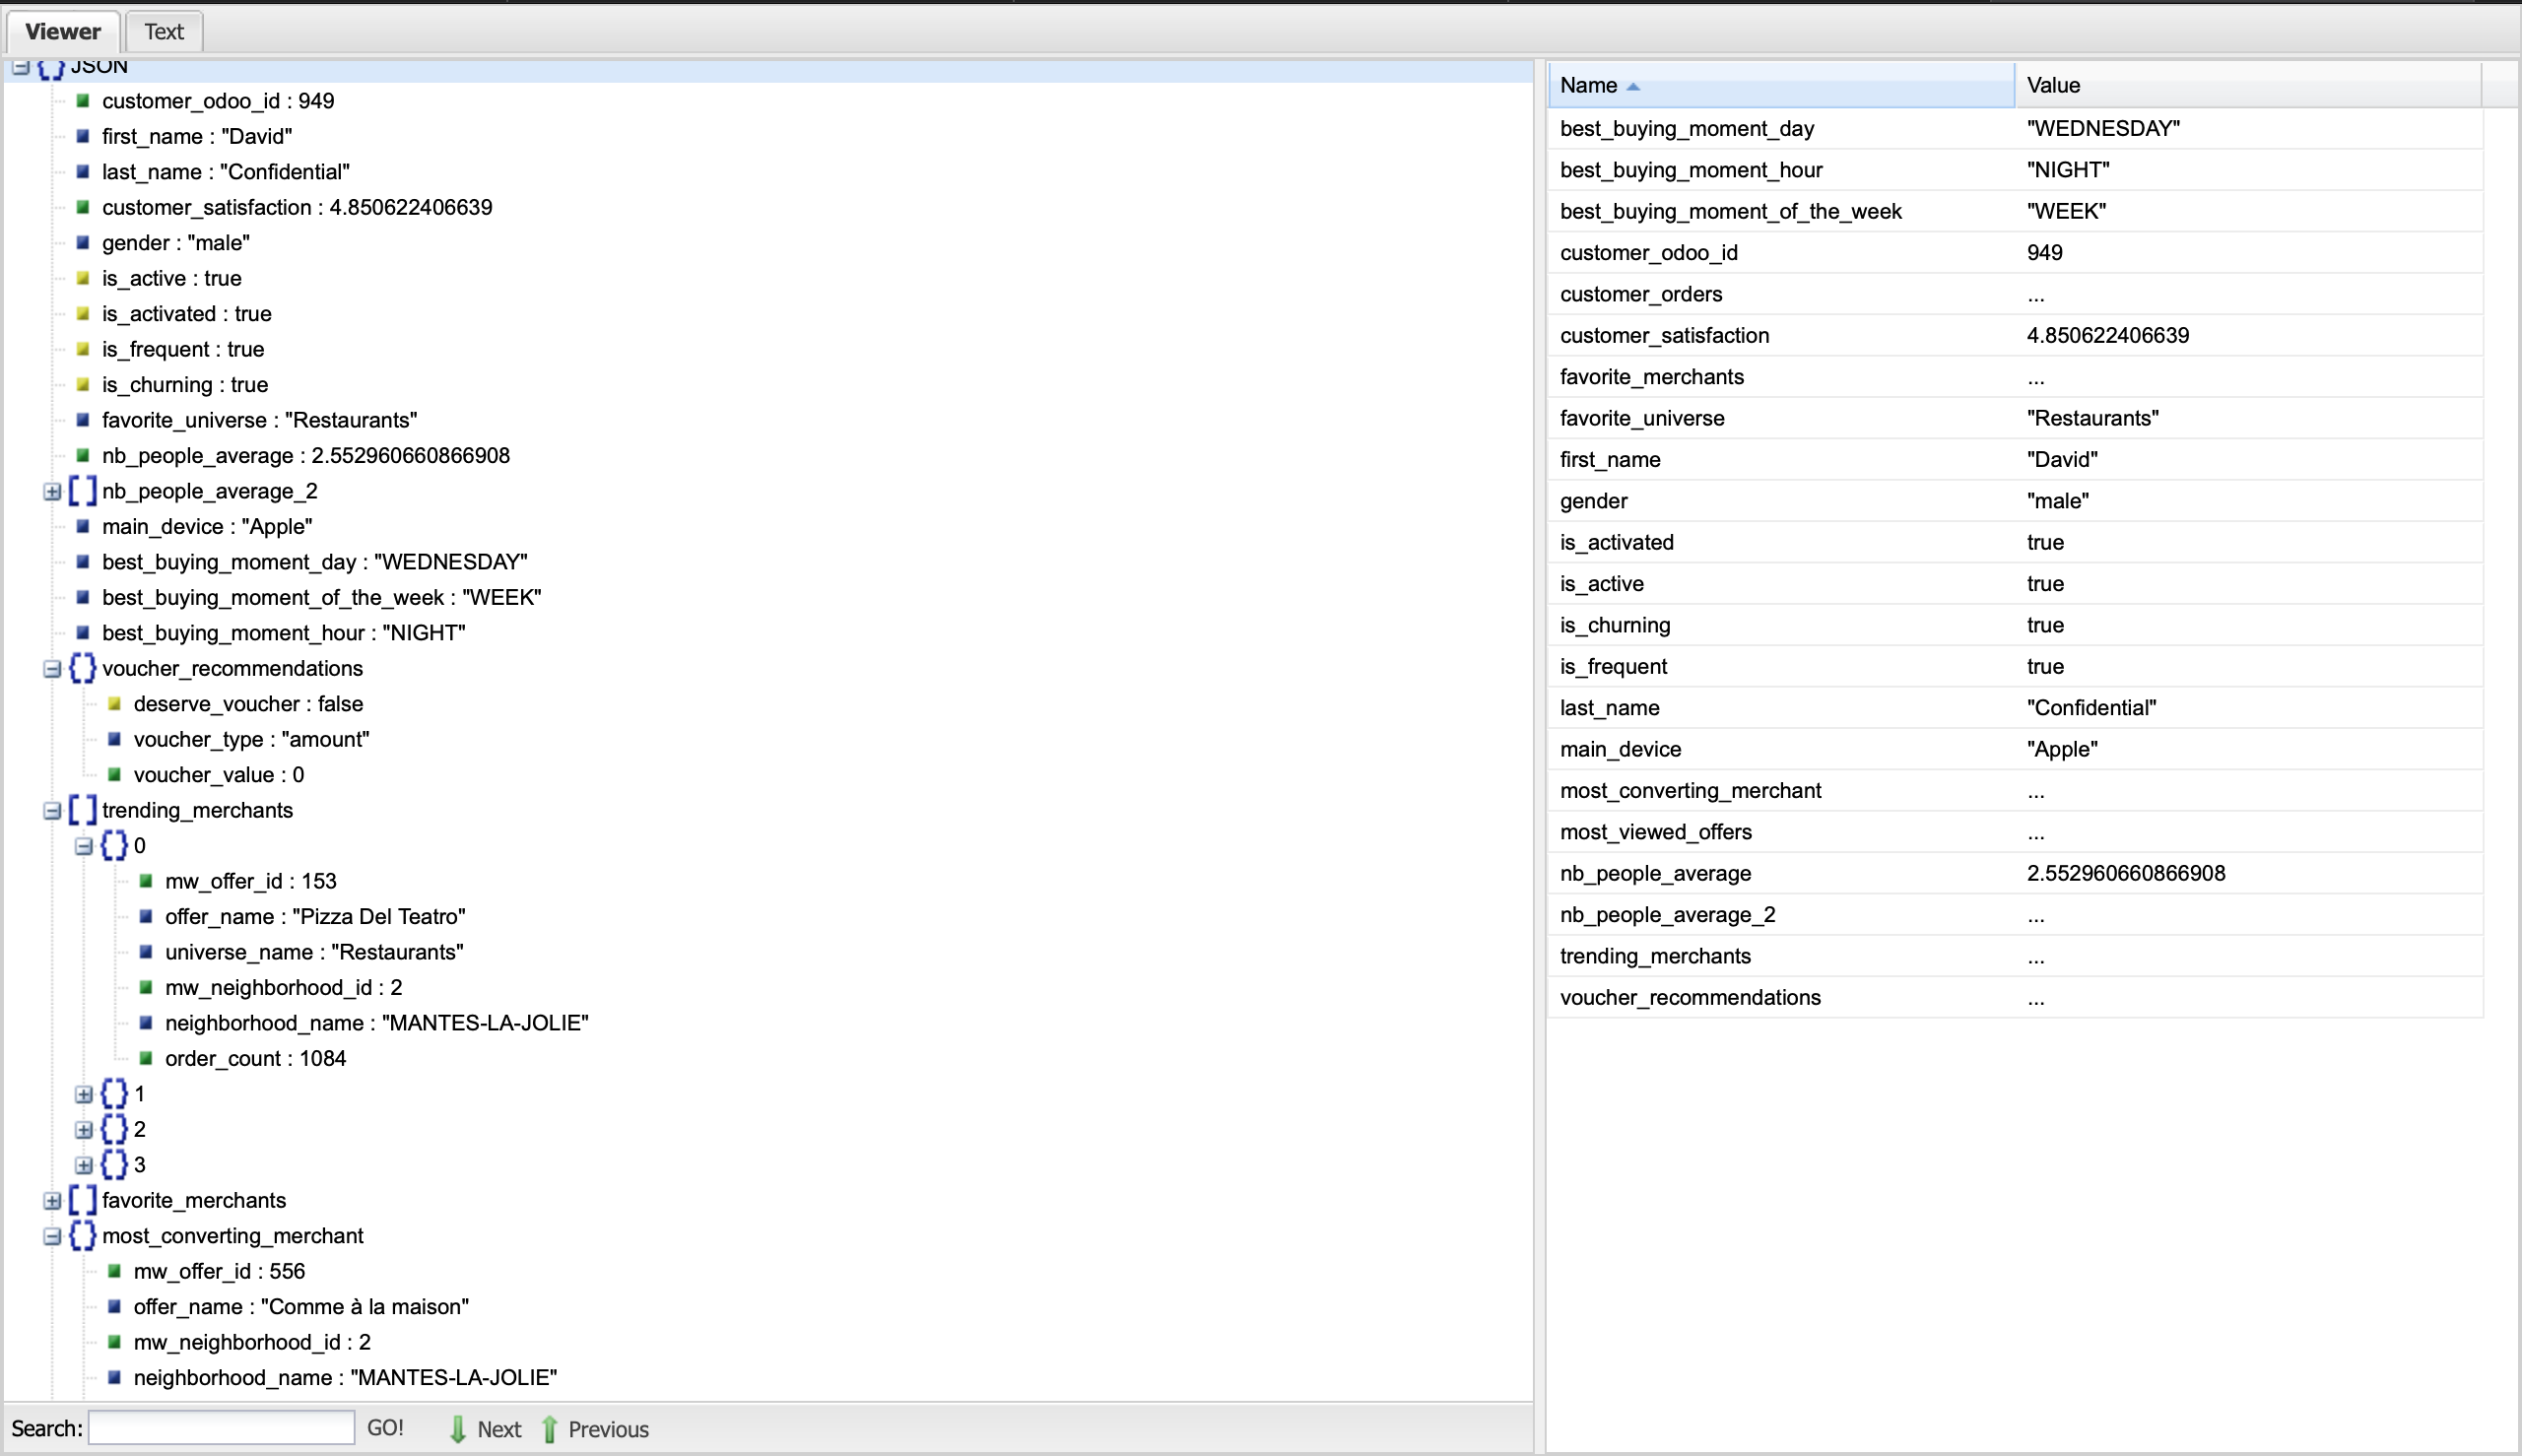 Viewer Text
JSON
customer_odoo_id : 949
first_name : "David"
last_name : "Confidential"
customer_satisfaction : 4.850622406639
gender : "male"
is_active : true
is_activated : true
is_frequent : true
is_churning : true
favorite_universe : "Restaurants"
nb_people_average : 2.552960660866908
nb_people_average_2
main_device : "Apple"
best_buying_moment_day : "WEDNESDAY"
best_buying_moment_of_the_week : "WEEK"
best_buying_moment_hour : "NIGHT"
voucher_recommendations
deserve_voucher : false
voucher_type : "amount"
voucher_value : 0
trending_merchants
0
mw_offer_id : 153
offer_name : "Pizza Del Teatro"
universe_name : "Restaurants"
mw_neighborhood_id : 2
neighborhood_name : "MANTES-LA-JOLIE"
order_count : 1084
1
2
3
favorite_merchants
most_converting_merchant
mw_offer_id : 556
offer_name : "Comme à la maison"
mw_neighborhood_id : 2
neighborhood_name : "MANTES-LA-JOLIE"
Search: GO! Next Previous
Name Value
best_buying_moment_day "WEDNESDAY"
best_buying_moment_hour "NIGHT"
best_buying_moment_of_the_week "WEEK"
customer_odoo_id 949
customer_orders ...
customer_satisfaction 4.850622406639
favorite_merchants ...
favorite_universe "Restaurants"
first_name "David"
gender "male"
is_activated true
is_active true
is_churning true
is_frequent true
last_name "Confidential"
main_device "Apple"
most_converting_merchant ...
most_viewed_offers ...
nb_people_average 2.552960660866908
nb_people_average_2 ...
trending_merchants ...
voucher_recommendations ...